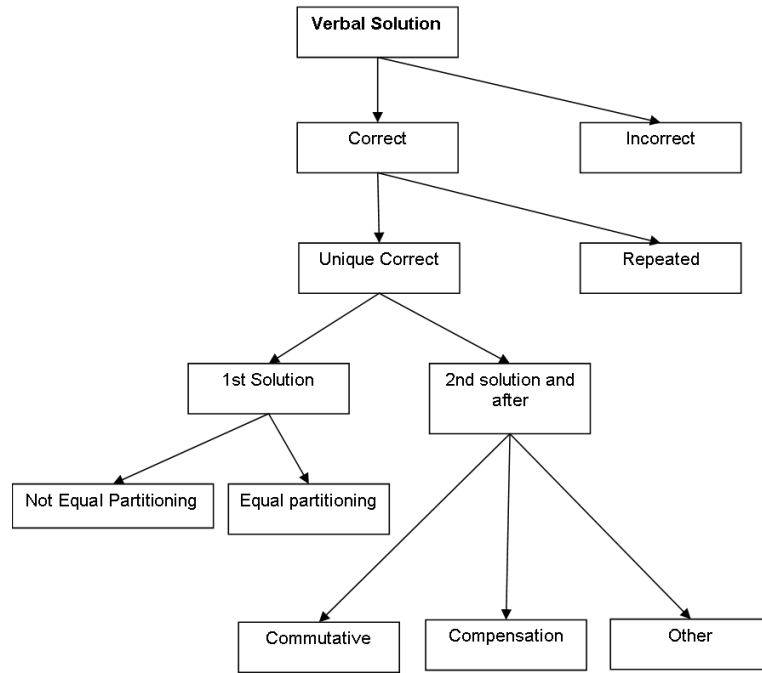 Verbal Solution
Correct
Incorrect
Unique Correct
Repeated
1st Solution
2nd solution and
after
Not Equal Partitioning
Equal partitioning
Commutative
Compensation
Other